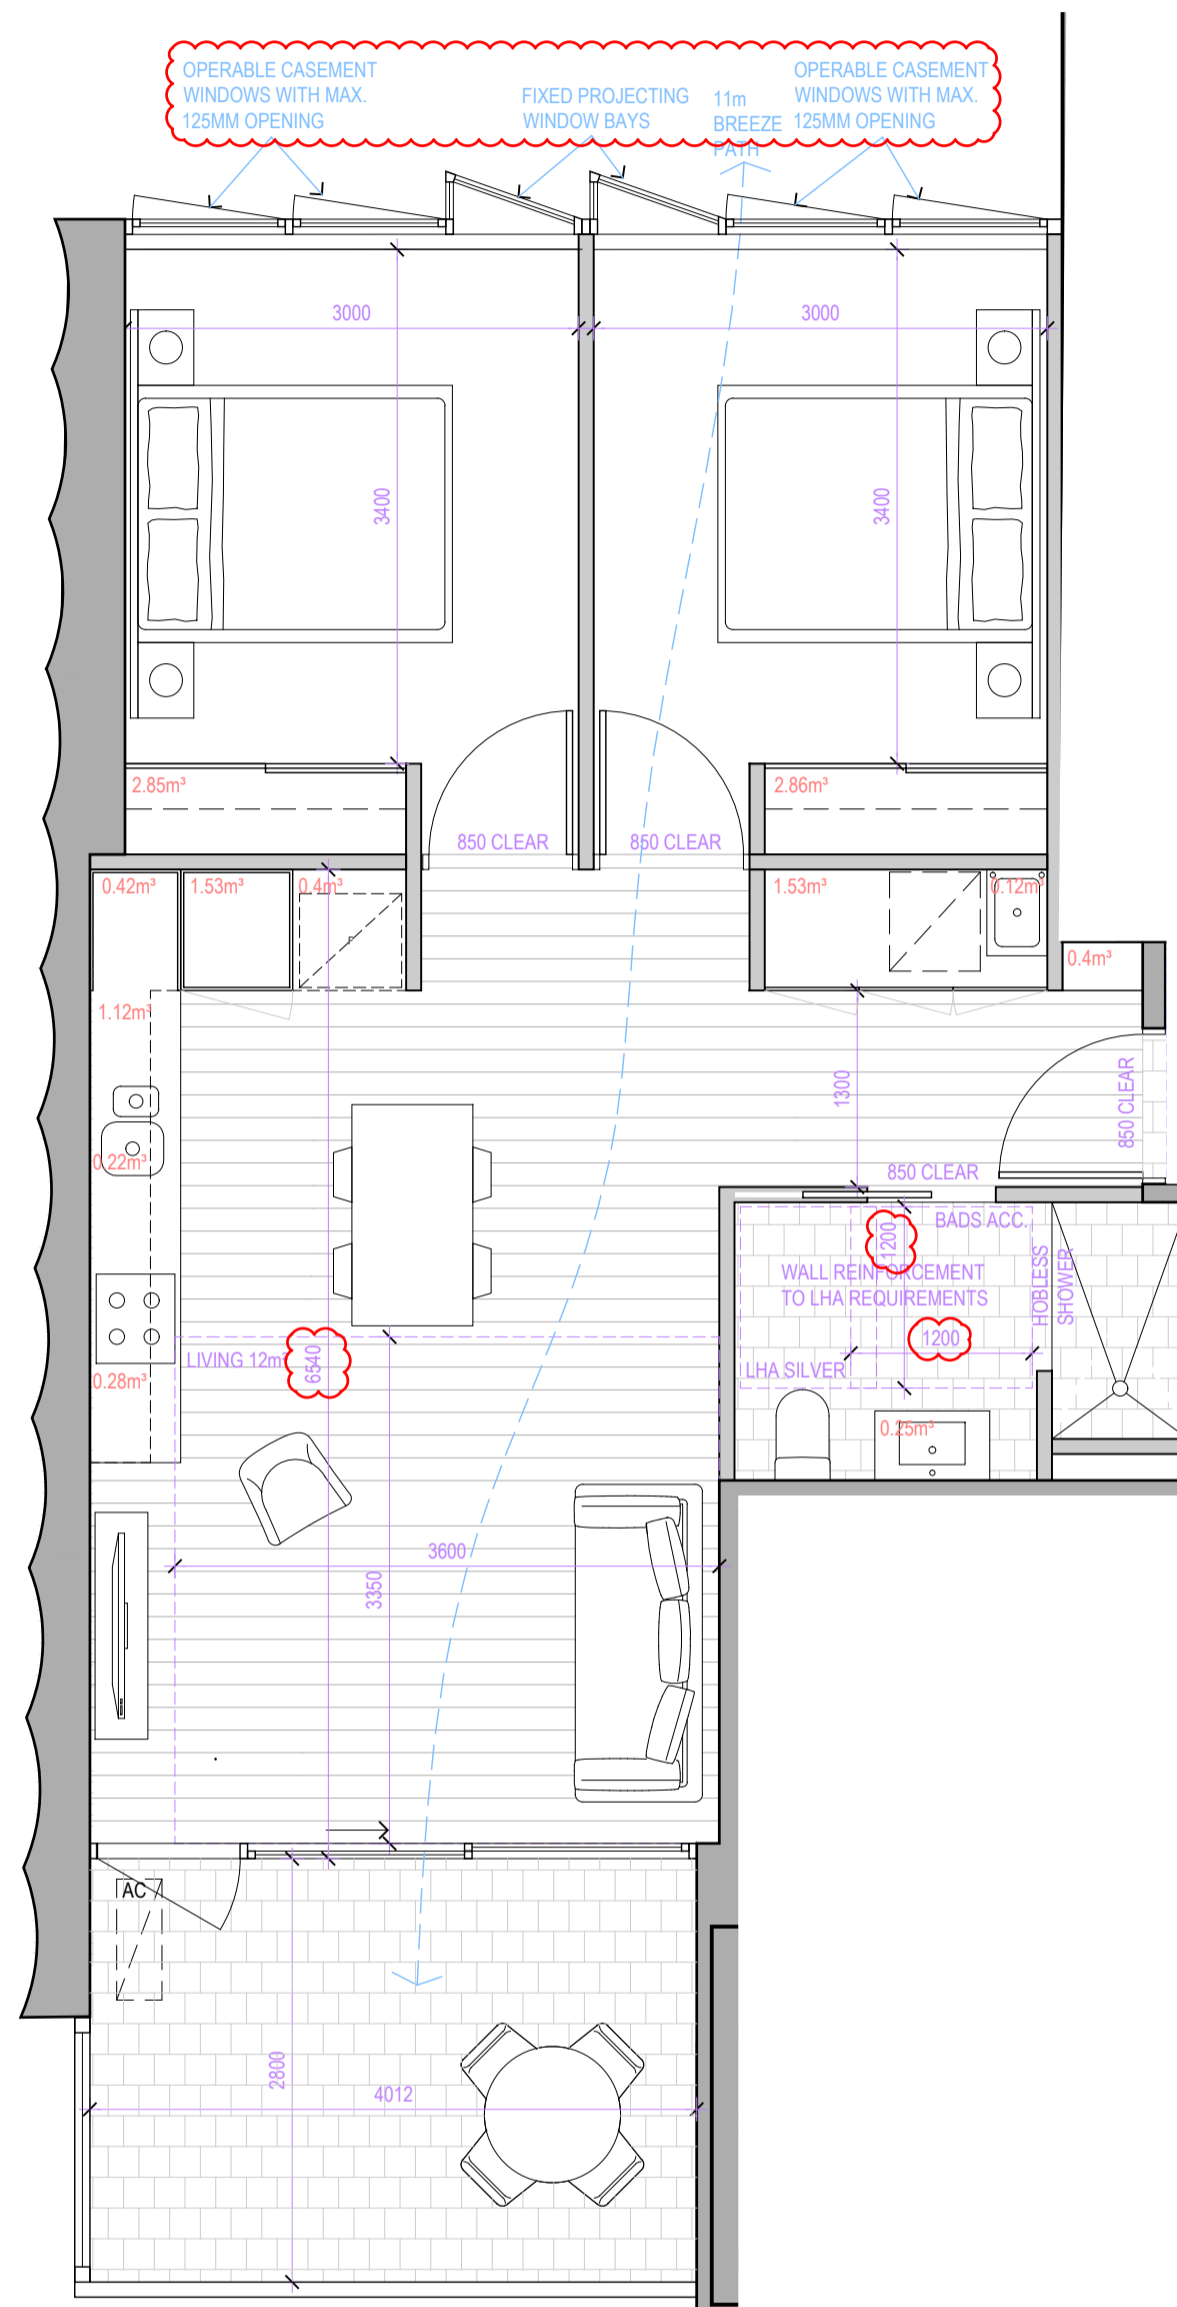 OPERABLE CASEMENT
WINDOWS WITH MAX.
125MM OPENING
FIXED PROJECTING
WINDOW BAYS
11m
BREEZE
PATH
OPERABLE CASEMENT
WINDOWS WITH MAX.
125MM OPENING
3000
3000
3400
3400
2.85m³
2.86m³
850 CLEAR
850 CLEAR
0.42m³
1.53m³
0.4m³
1.53m³
0.12m³
F
0.4m³
1.12m³
1300
850 CLEAR
0.22m³
850 CLEAR
BADS ACC.
1200
WALL REINFORCEMENT
TO LHA REQUIREMENTS
HOBLESS
SHOWER
1200
LIVING 12m²
6540
LHA SILVER
0.28m³
0.25m³
3600
3350
AC
2800
4012